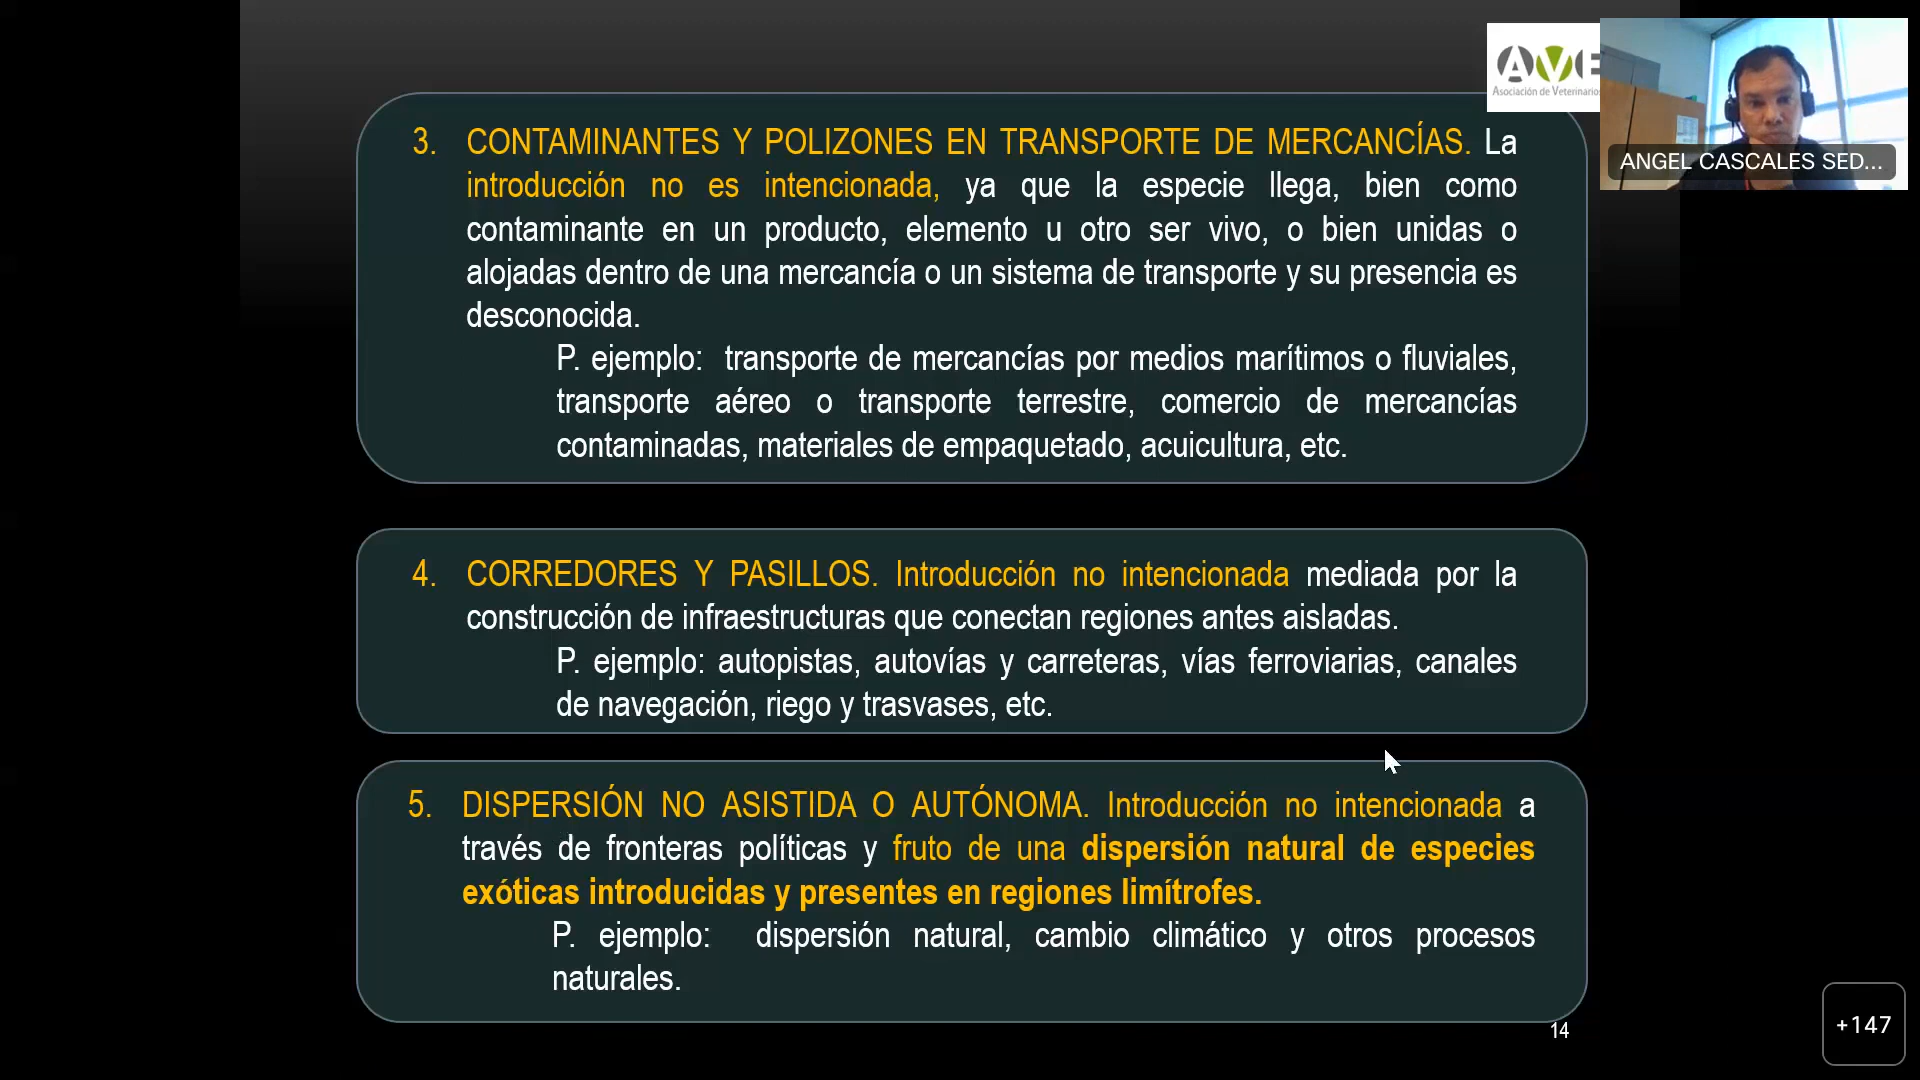 AVE
Asociación de Veterinarios
ANGEL CASCALES SED...
3. CONTAMINANTES Y POLIZONES EN TRANSPORTE DE MERCANCÍAS. La
introducción no es intencionada, ya que la especie llega, bien como
contaminante en un producto, elemento u otro ser vivo, o bien unidas o
alojadas dentro de una mercancía o un sistema de transporte y su presencia es
desconocida.
P. ejemplo: transporte de mercancías por medios marítimos o fluviales,
transporte aéreo o transporte terrestre, comercio de mercancías
contaminadas, materiales de empaquetado, acuicultura, etc.
4. CORREDORES Y PASILLOS. Introducción no intencionada mediada por la
construcción de infraestructuras que conectan regiones antes aisladas.
P. ejemplo: autopistas, autovías y carreteras, vías ferroviarias, canales
de navegación, riego y trasvases, etc.
5. DISPERSIÓN NO ASISTIDA O AUTÓNOMA. Introducción no intencionada a
través de fronteras políticas y fruto de una dispersión natural de especies
exóticas introducidas y presentes en regiones limítrofes.
P. ejemplo: dispersión natural, cambio climático y otros procesos
naturales.
14
+147